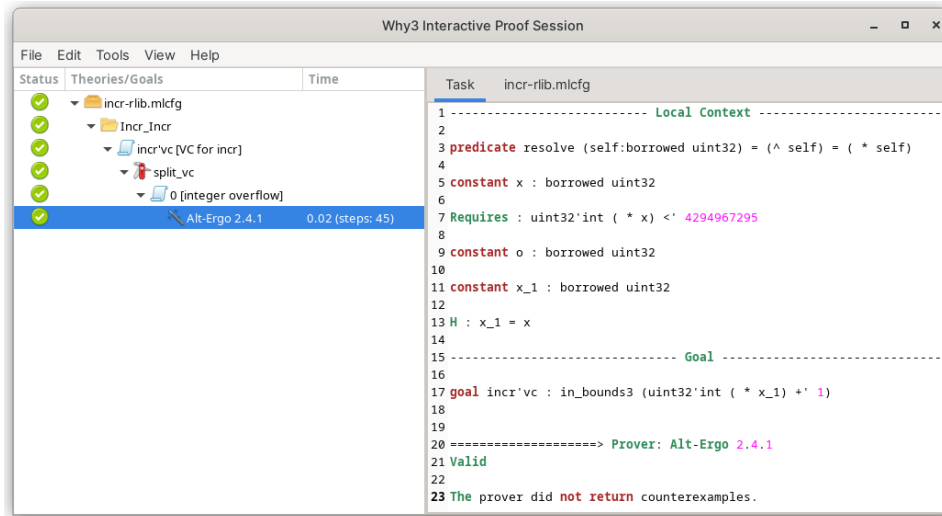 Why3 Interactive Proof Session
File Edit Tools View Help
Status Theories/Goals Time
incr-rlib.mlcfg
Incr_Incr
incr'vc [VC for incr]
split_vc
0 [integer overflow]
Alt-Ergo 2.4.1 0.02 (steps: 45)
Task incr-rlib.mlcfg
1 --------------------------- Local Context ---------------------------
2
3 predicate resolve (self:borrowed uint32) = (^ self) = ( * self)
4
5 constant x : borrowed uint32
6
7 Requires : uint32'int ( * x) <' 4294967295
8
9 constant o : borrowed uint32
10
11 constant x_1 : borrowed uint32
12
13 H : x_1 = x
14
15 ------------------------------- Goal -------------------------------
16
17 goal incr'vc : in_bounds3 (uint32'int ( * x_1) +' 1)
18
19
20 ====================> Prover: Alt-Ergo 2.4.1
21 Valid
22
23 The prover did not return counterexamples.